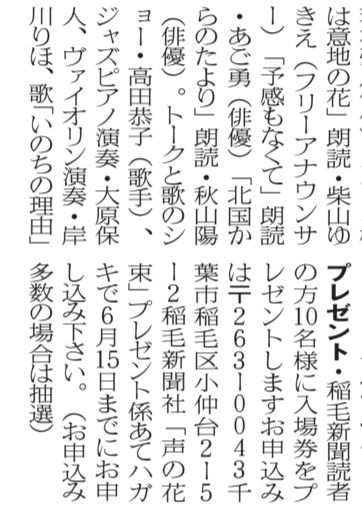 は意地の花」朗読・柴山ゆ
きえ（フリーアナウンサ
ー）「予感もなくて」朗読
・あご勇（俳優）「北国か
らのたより」朗読・秋山陽
（俳優）。トークと歌のシ
ョー・高田恭子（歌手）、
ジャズピアノ演奏・大原保
人、ヴァイオリン演奏・岸
川りほ、歌「いのちの理由」
プレゼント・稲毛新聞読者
の方10名様に入場券をプ
レゼントしますお申込み
は〒263ー0043千
葉市稲毛区小仲台2ー5
ー2稲毛新聞社「声の花
束」プレゼント係あてハガ
キで6月15日までにお申
し込み下さい。（お申込み
多数の場合は抽選）